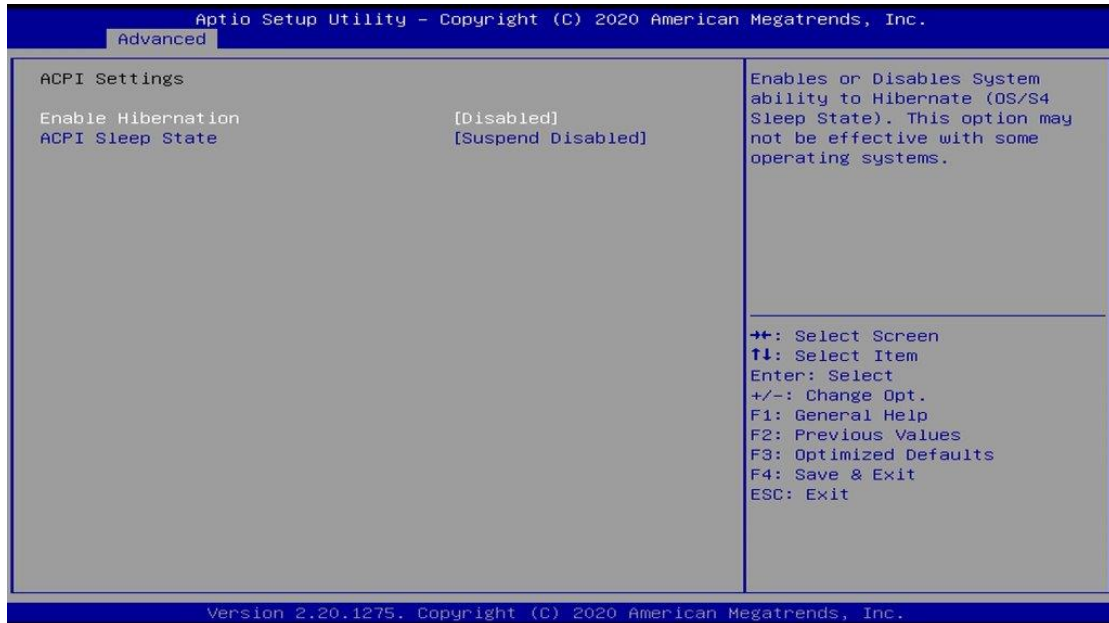 Aptio Setup Utility – Copyright (C) 2020 American Megatrends, Inc.
Advanced
ACPI Settings
Enable Hibernation [Disabled]
ACPI Sleep State [Suspend Disabled]
Enables or Disables System
ability to Hibernate (OS/S4
Sleep State). This option may
not be effective with some
operating systems.
→←: Select Screen
↑↓: Select Item
Enter: Select
+/-: Change Opt.
F1: General Help
F2: Previous Values
F3: Optimized Defaults
F4: Save & Exit
ESC: Exit
Version 2.20.1275. Copyright (C) 2020 American Megatrends, Inc.